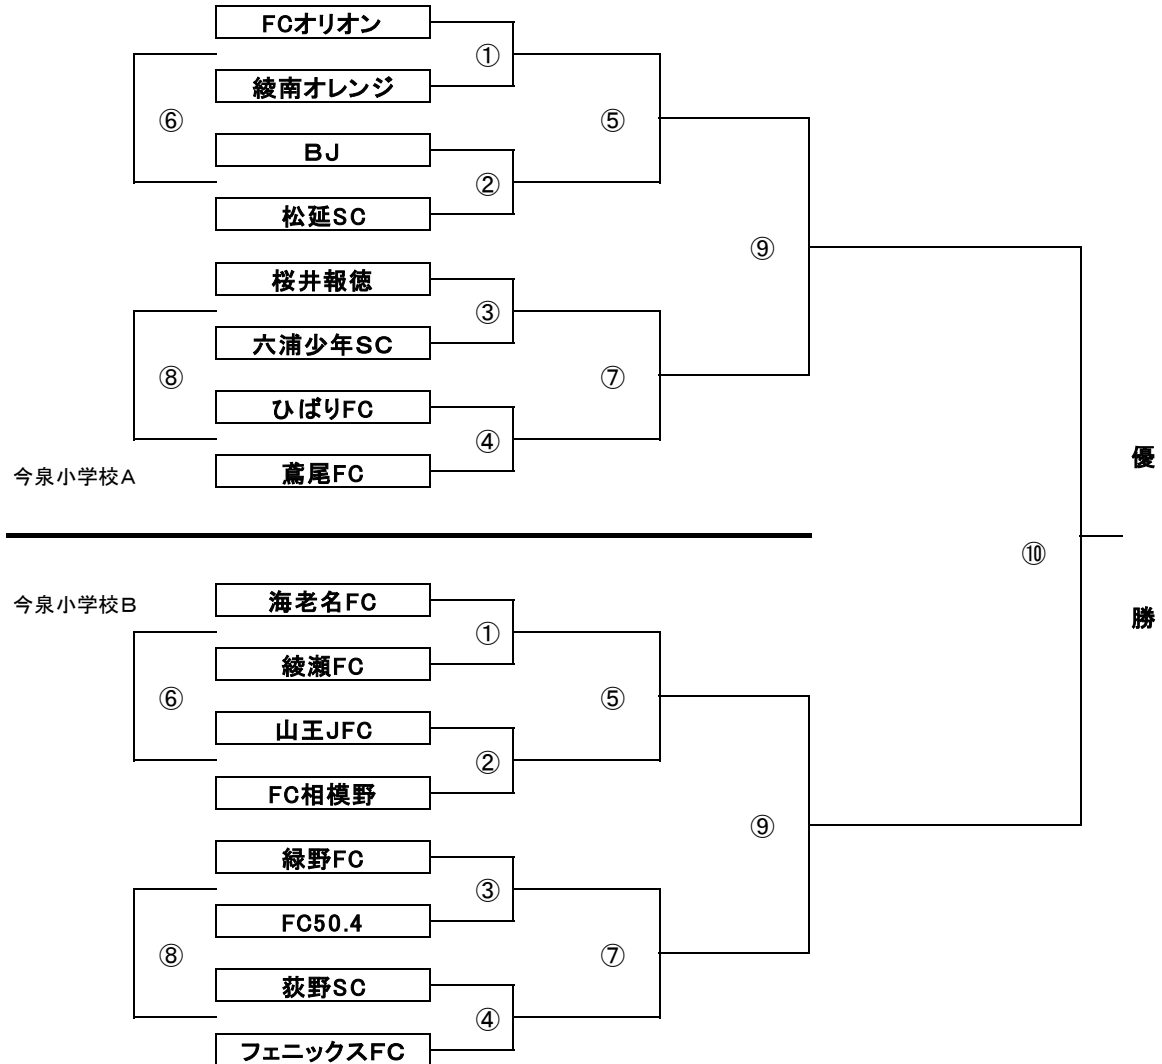 FCオリオン
①
綾南オレンジ
⑥
⑤
BJ
②
松延SC
⑨
桜井報徳
③
六浦少年SC
⑧
⑦
ひばりFC
④
今泉小学校A
鳶尾FC
優
⑩
今泉小学校B
海老名FC
勝
①
綾瀬FC
⑥
⑤
山王JFC
②
FC相模野
⑨
緑野FC
③
FC50.4
⑧
⑦
荻野SC
④
フェニックスFC